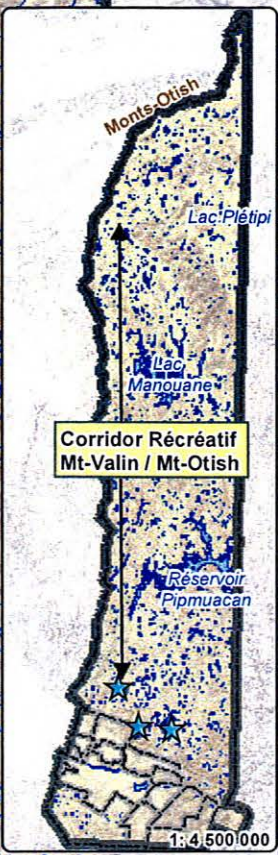 Monts-Otish
Lac Plétipi
Lac
Manouane
Corridor Récréatif
Mt-Valin / Mt-Otish
Réservoir
Pipmuacan
1: 4 500 000